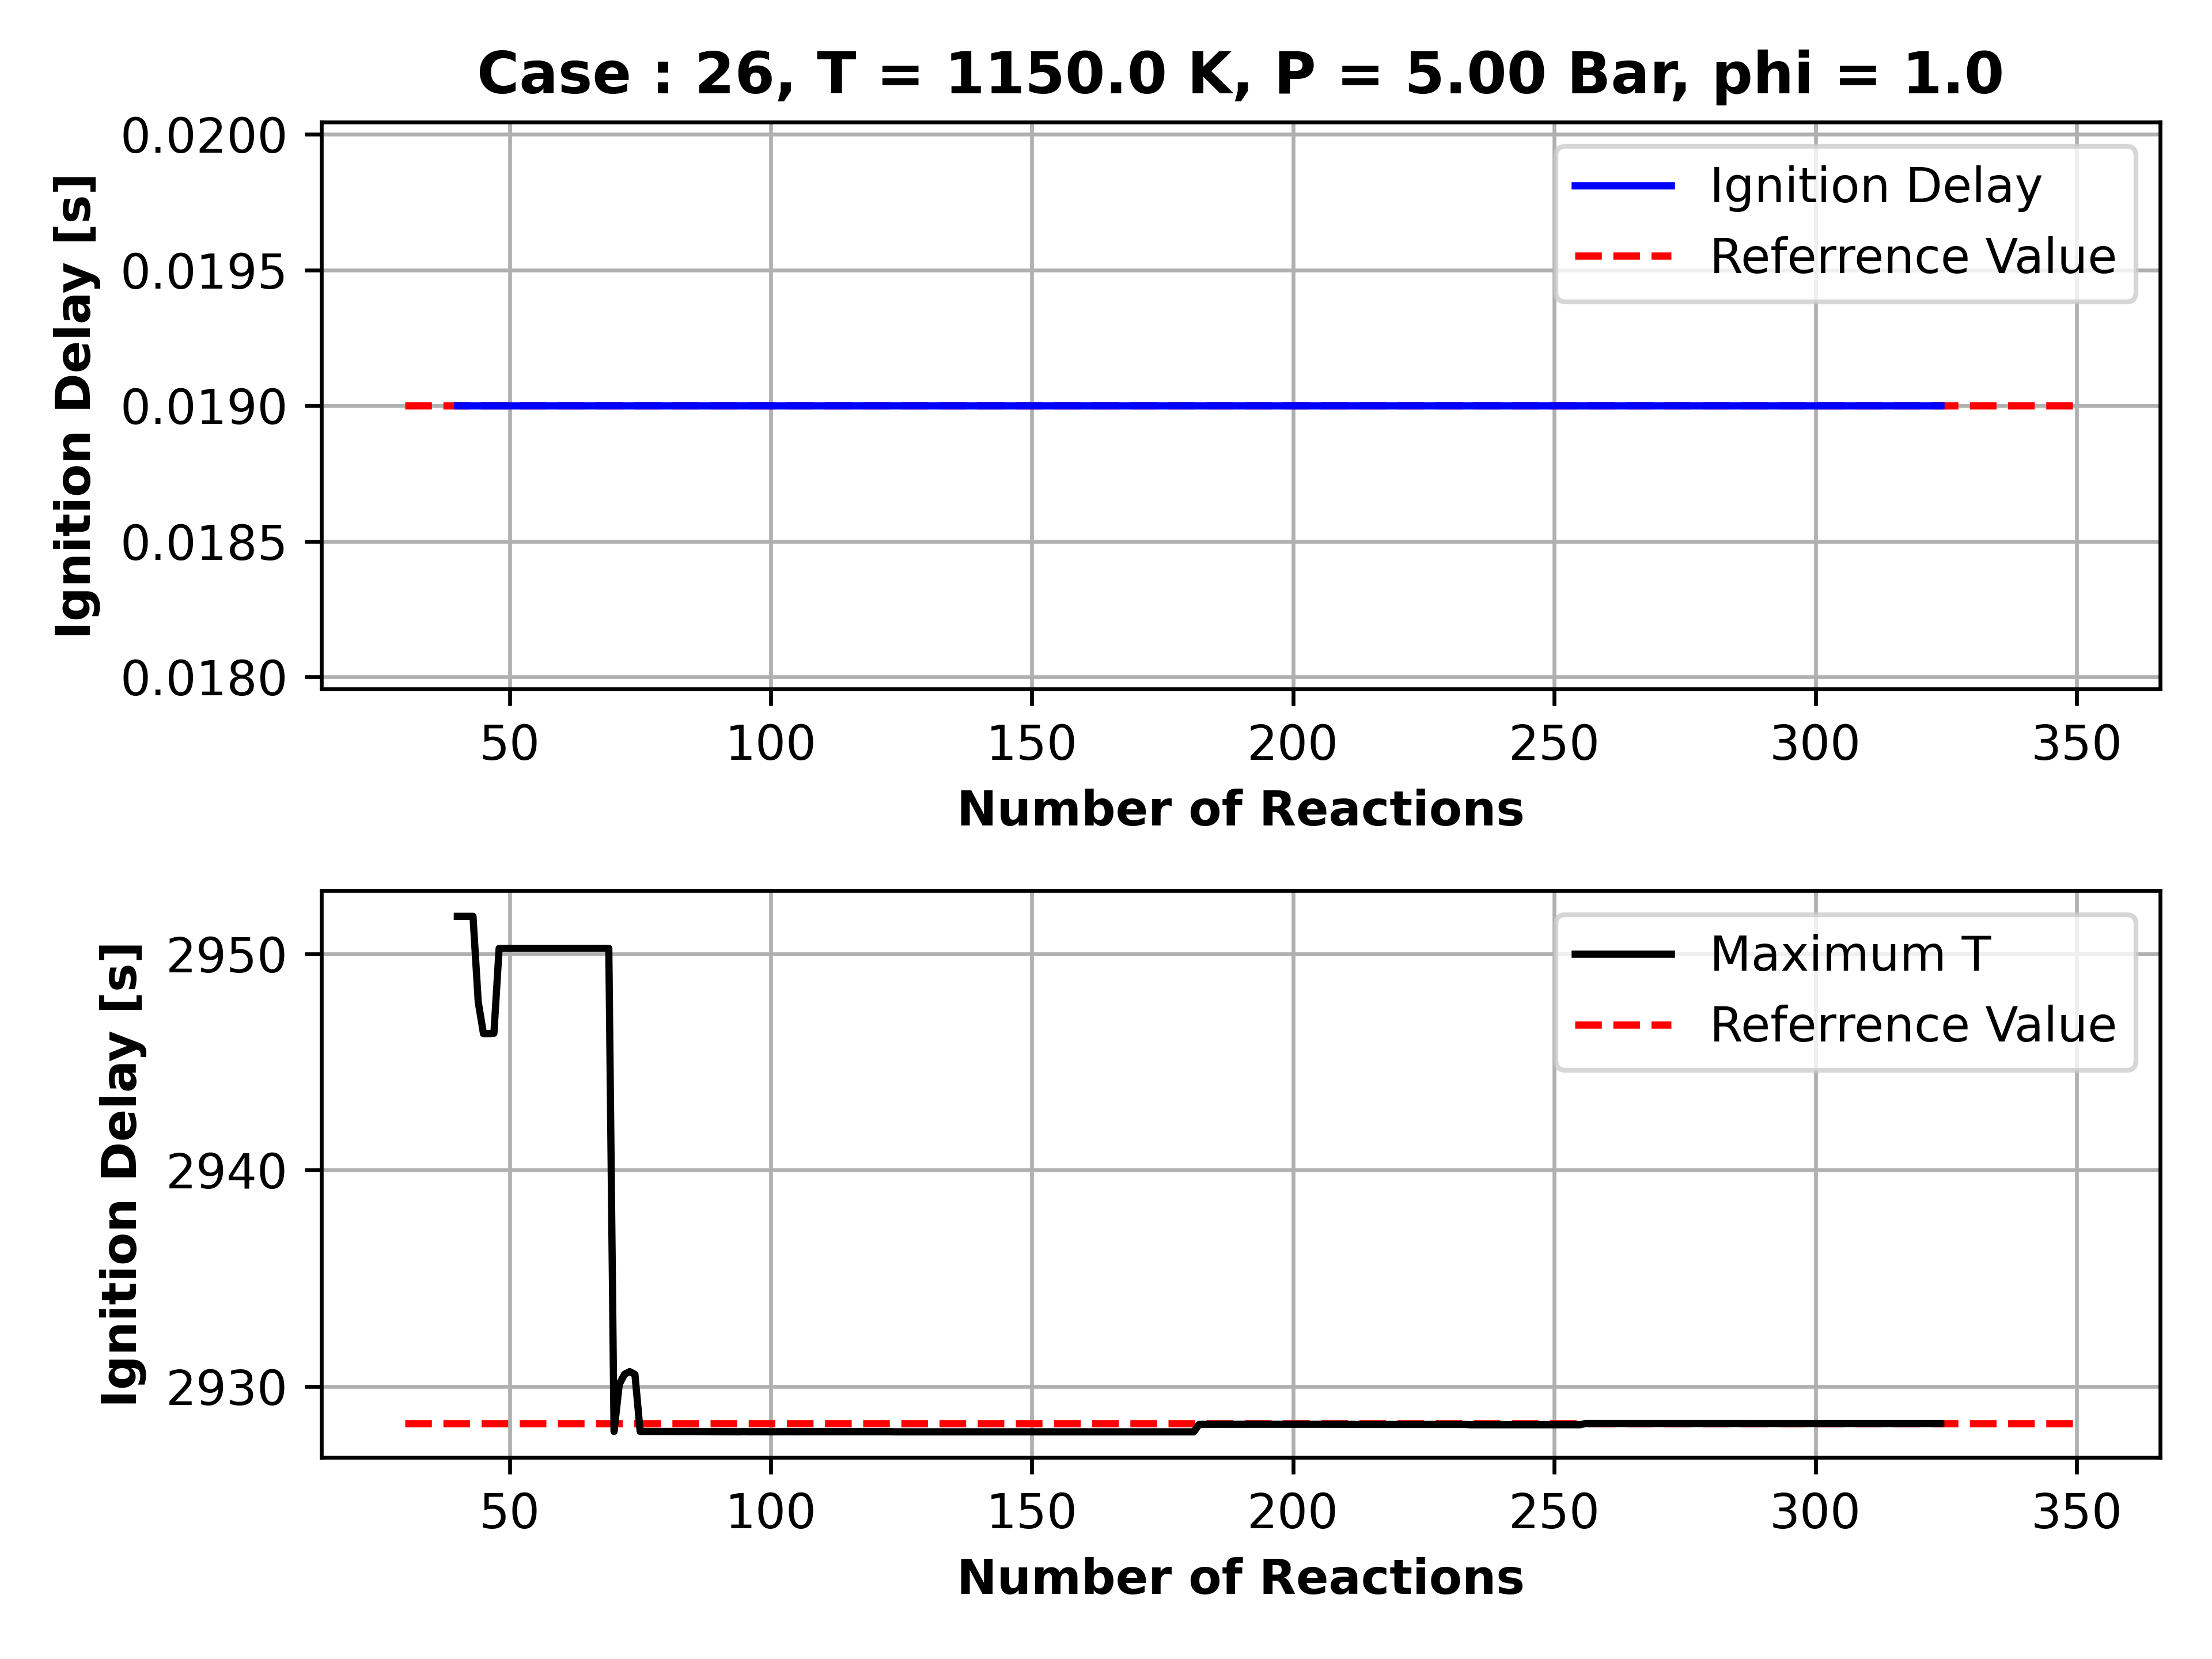 Case : 26, T = 1150.0 K, P = 5.00 Bar, phi = 1.0
Ignition Delay [s]
0.0200
0.0195
0.0190
0.0185
0.0180
Ignition Delay
Referrence Value
50 100 150 200 250 300 350
Number of Reactions
Ignition Delay [s]
2950
2940
2930
Maximum T
Referrence Value
50 100 150 200 250 300 350
Number of Reactions